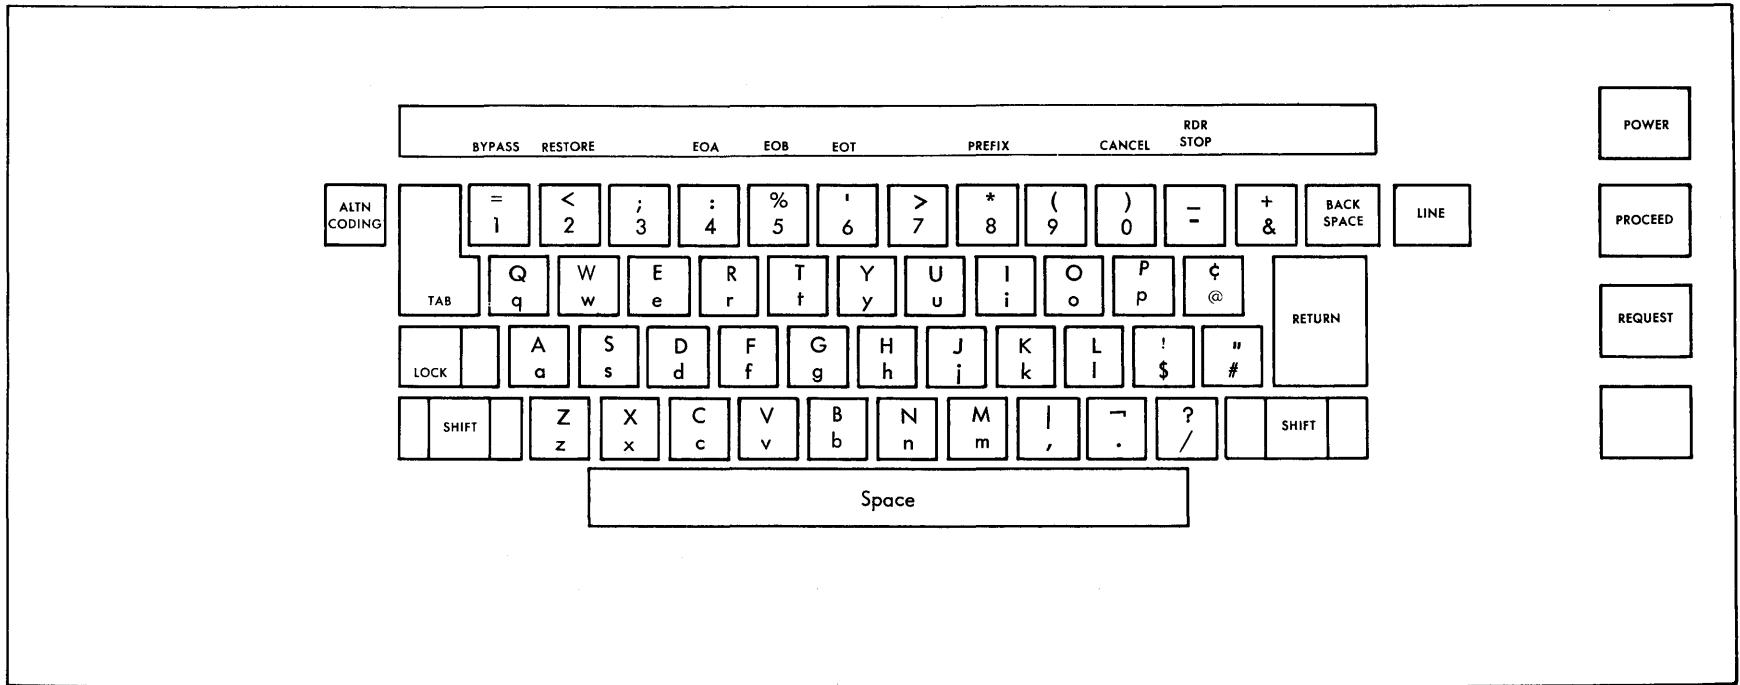 RDR
BYPASS RESTORE EOA EOB EOT PREFIX CANCEL STOP
POWER
ALTN CODING
= < ; : % ' > * ( ) _ + BACK SPACE LINE
1 2 3 4 5 6 7 8 9 0 - &
PROCEED
Q W E R T Y U I O P ¢
TAB q w e r t y u i o p @
RETURN
REQUEST
A S D F G H J K L ! "
LOCK a s d f g h j k l $ #
SHIFT Z X C V B N M | ¬ ? SHIFT
z x c v b n m , . /
Space